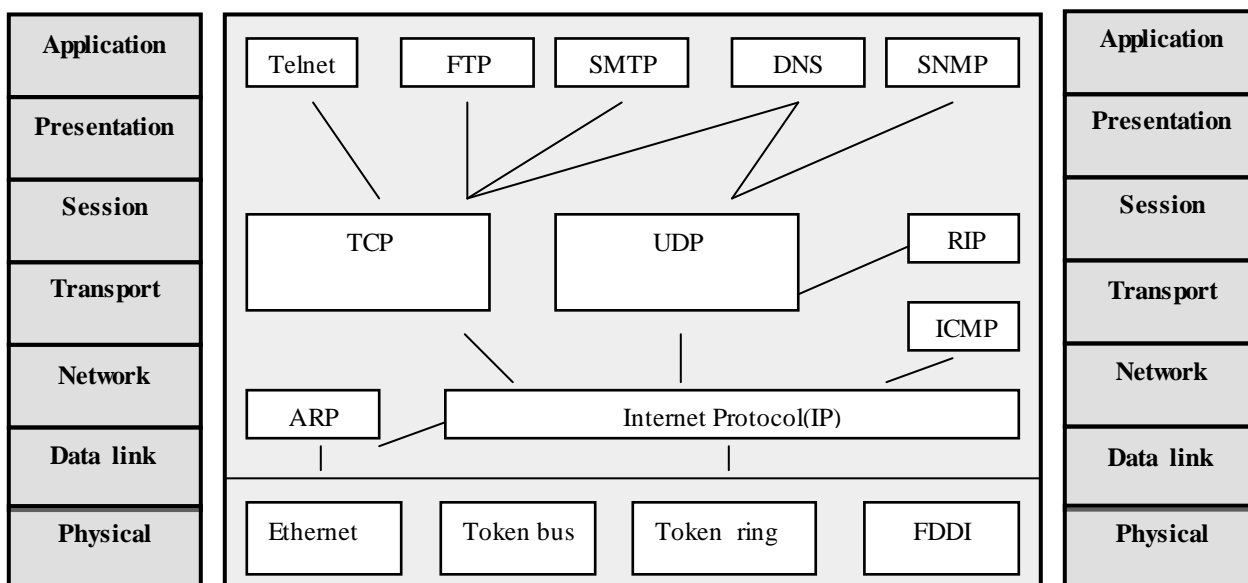 Application
Presentation
Session
Transport
Network
Data link
Physical
Telnet
FTP
SMTP
DNS
SNMP
TCP
UDP
RIP
ICMP
ARP
Internet Protocol(IP)
Ethernet
Token bus
Token ring
FDDI
Application
Presentation
Session
Transport
Network
Data link
Physical